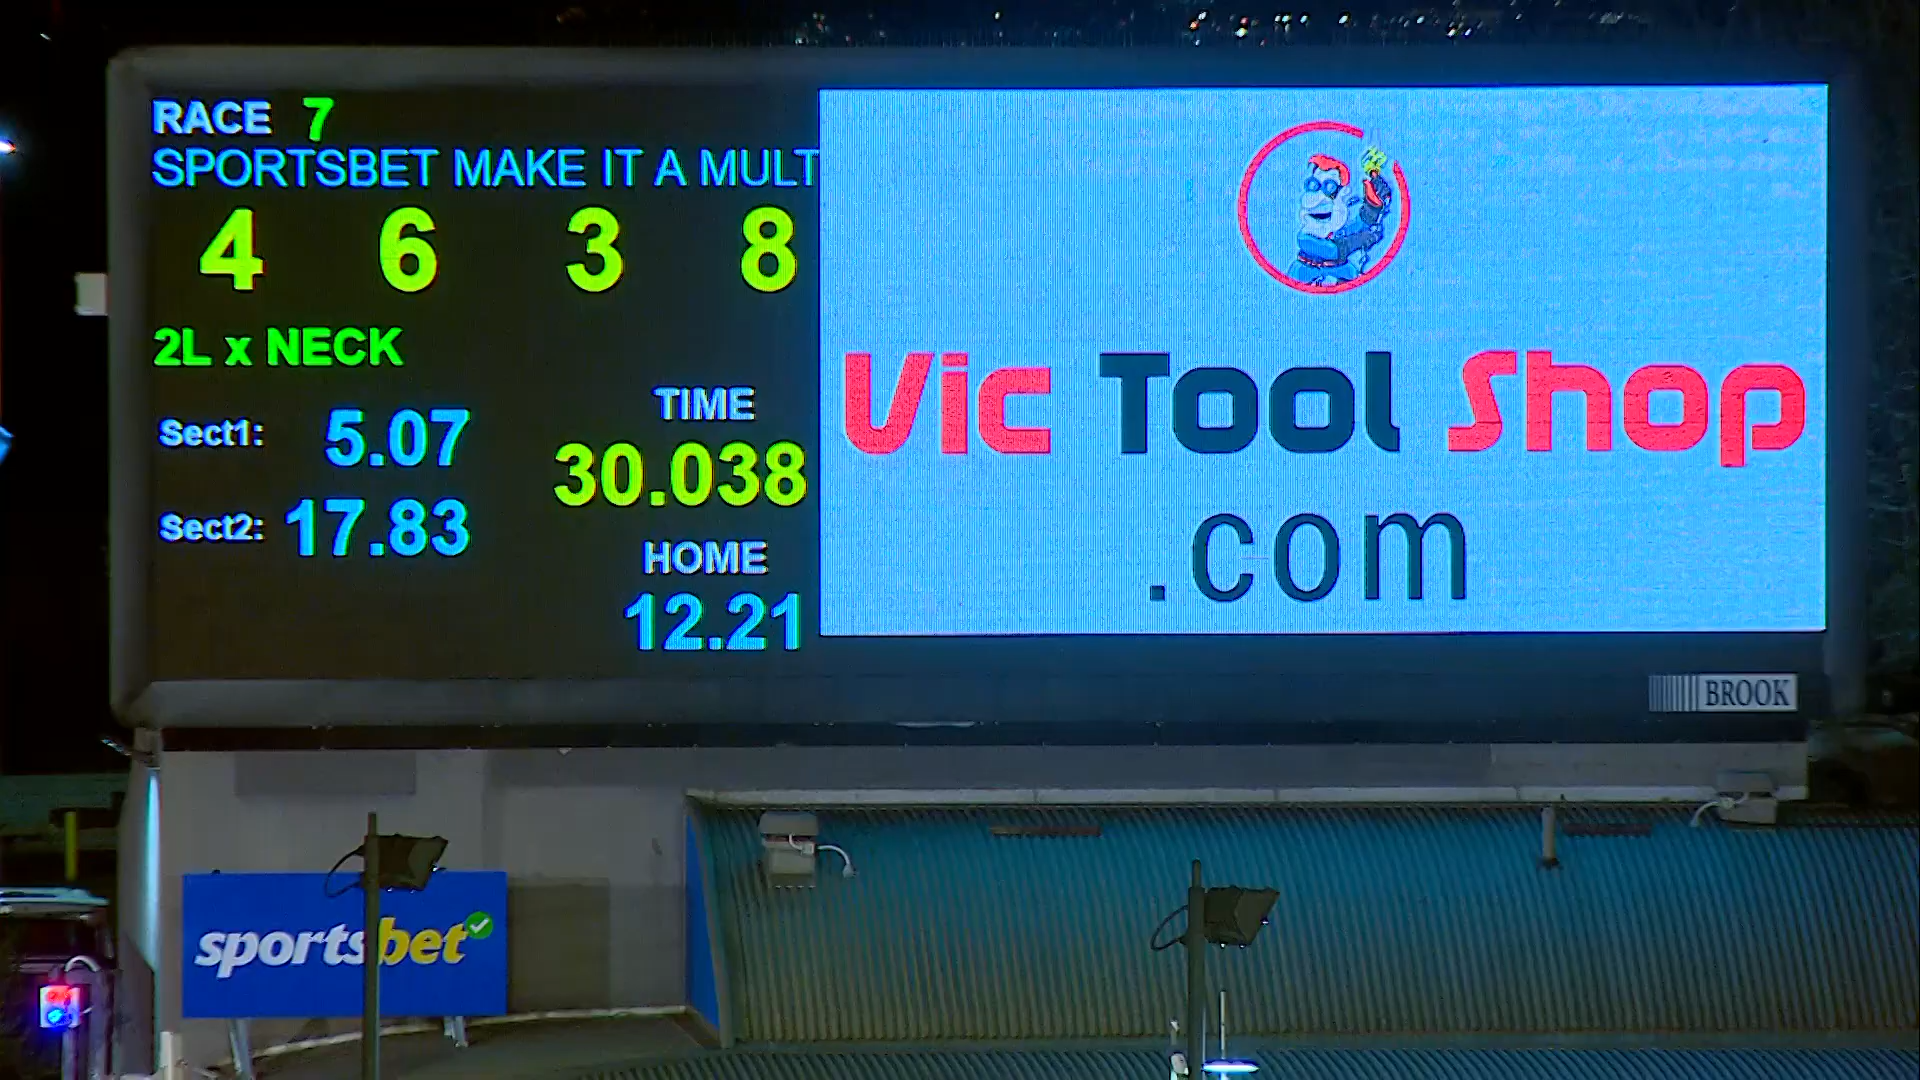 RACE 7
SPORTSBET MAKE IT A MULT
4 6 3 8
2L x NECK
Sect1: 5.07
Sect2: 17.83
TIME
30.038
HOME
12.21
Vic Tool Shop
.com
BROOK
sportsbet